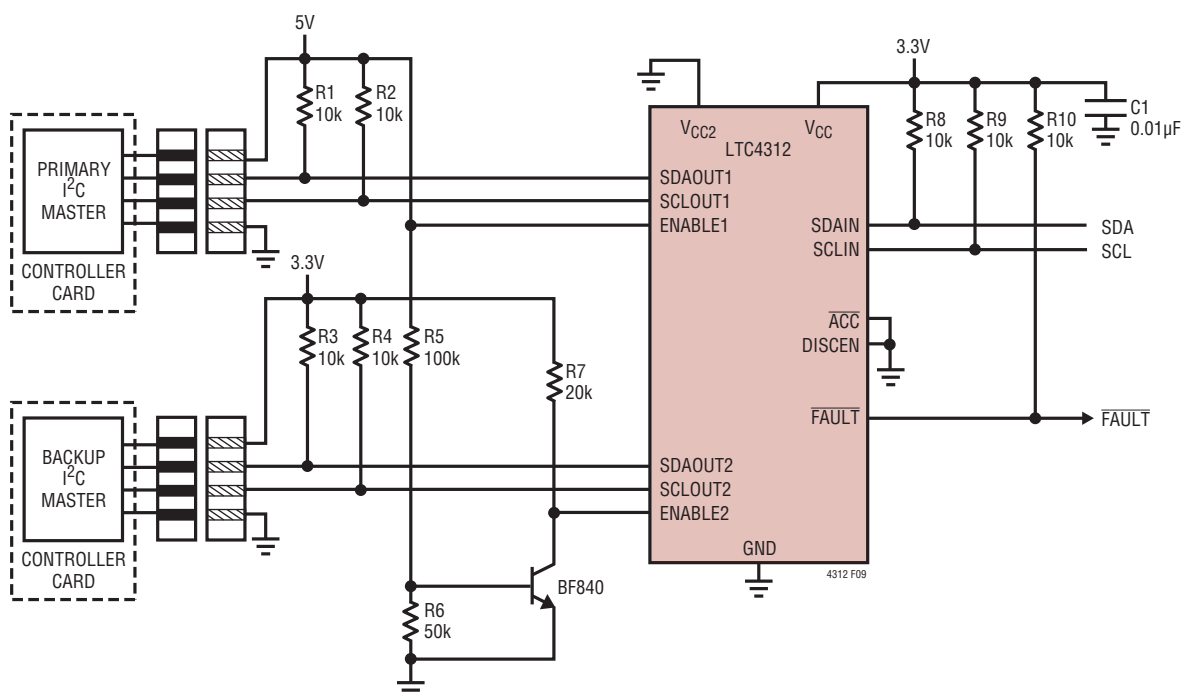 5V
R1
10k
R2
10k
PRIMARY
I²C
MASTER
CONTROLLER
CARD
3.3V
R3
10k
R4
10k
R5
100k
R7
20k
BACKUP
I²C
MASTER
CONTROLLER
CARD
R6
50k
BF840
VCC2
VCC
LTC4312
SDAOUT1
SCLOUT1
ENABLE1
SDAIN
SCLIN
ACC
DISCEN
FAULT
SDAOUT2
SCLOUT2
ENABLE2
GND
4312 F09
3.3V
R8
10k
R9
10k
R10
10k
C1
0.01µF
SDA
SCL
FAULT